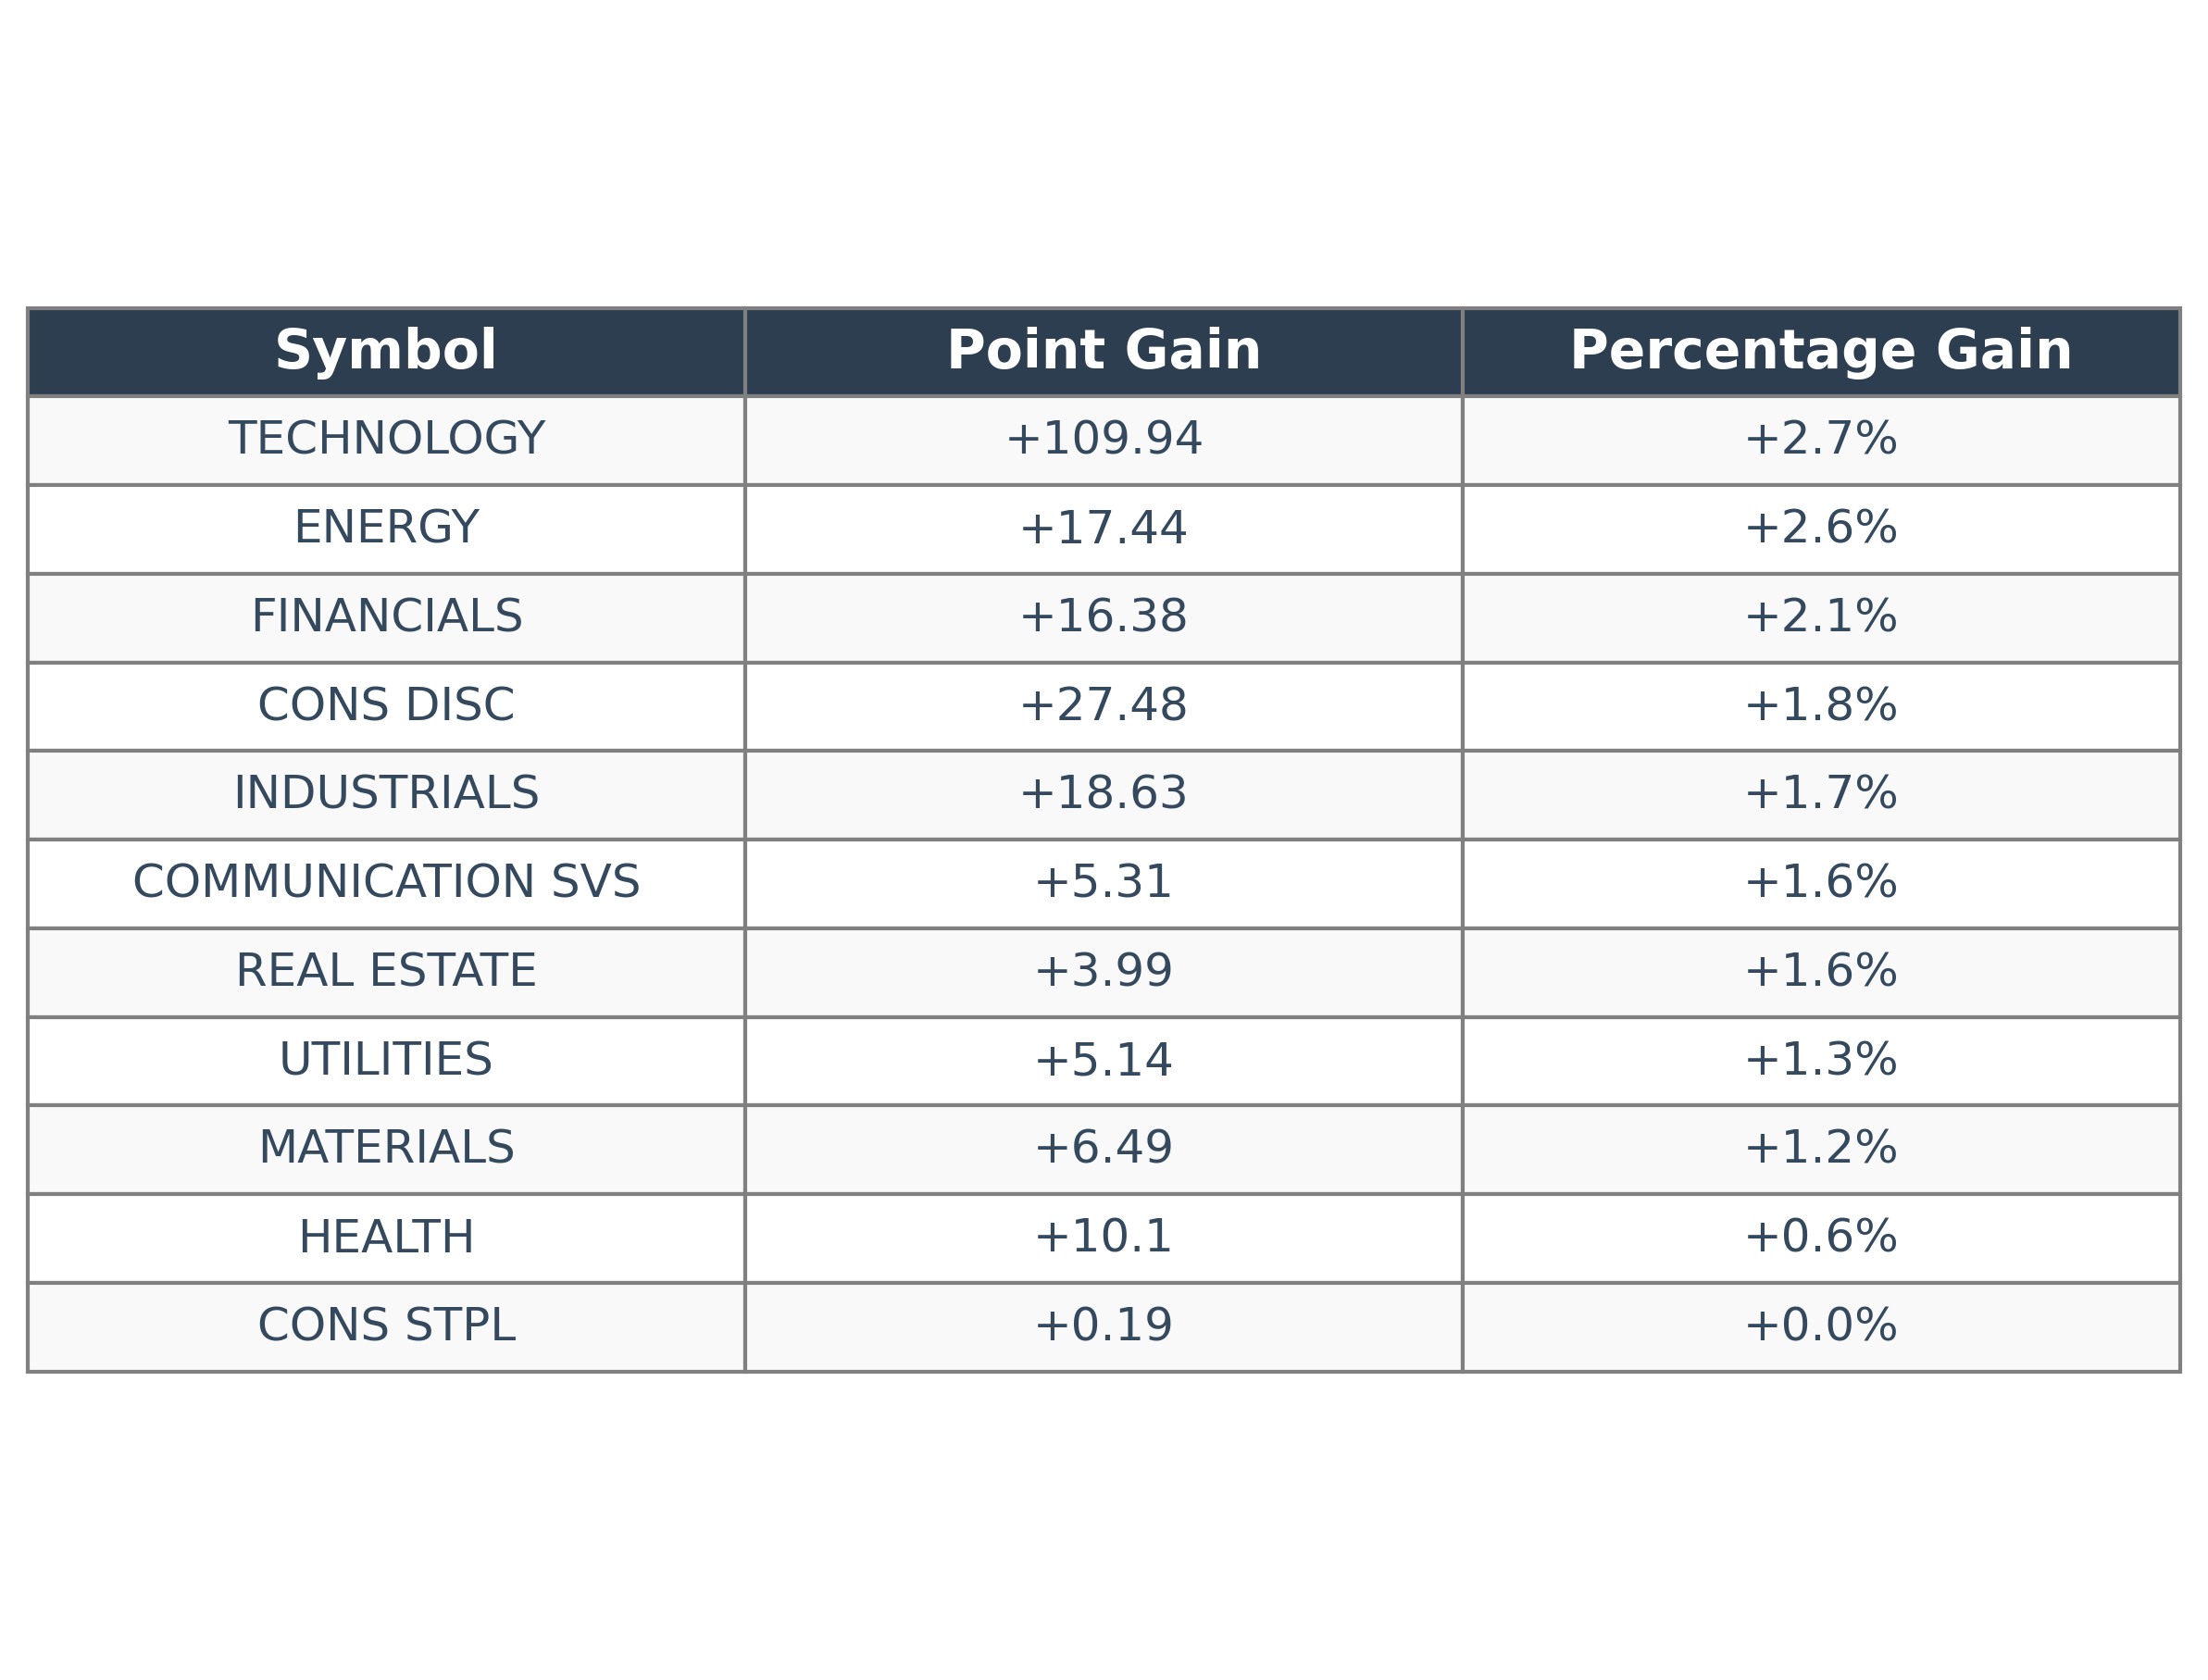 Symbol Point Gain Percentage Gain
TECHNOLOGY +109.94 +2.7%
ENERGY +17.44 +2.6%
FINANCIALS +16.38 +2.1%
CONS DISC +27.48 +1.8%
INDUSTRIALS +18.63 +1.7%
COMMUNICATION SVS +5.31 +1.6%
REAL ESTATE +3.99 +1.6%
UTILITIES +5.14 +1.3%
MATERIALS +6.49 +1.2%
HEALTH +10.1 +0.6%
CONS STPL +0.19 +0.0%